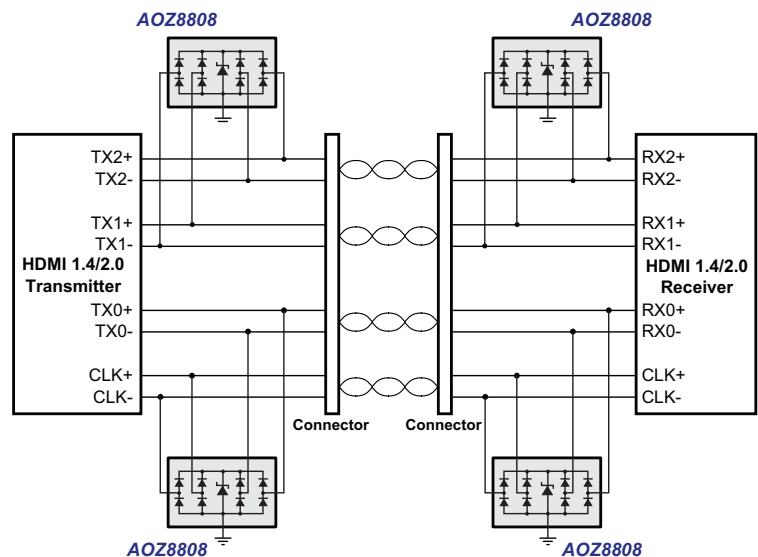 AOZ8808
AOZ8808
TX2+
TX2-
TX1+
TX1-
HDMI 1.4/2.0
Transmitter
TX0+
TX0-
CLK+
CLK-
RX2+
RX2-
RX1+
RX1-
HDMI 1.4/2.0
Receiver
RX0+
RX0-
CLK+
CLK-
Connector
Connector
AOZ8808
AOZ8808